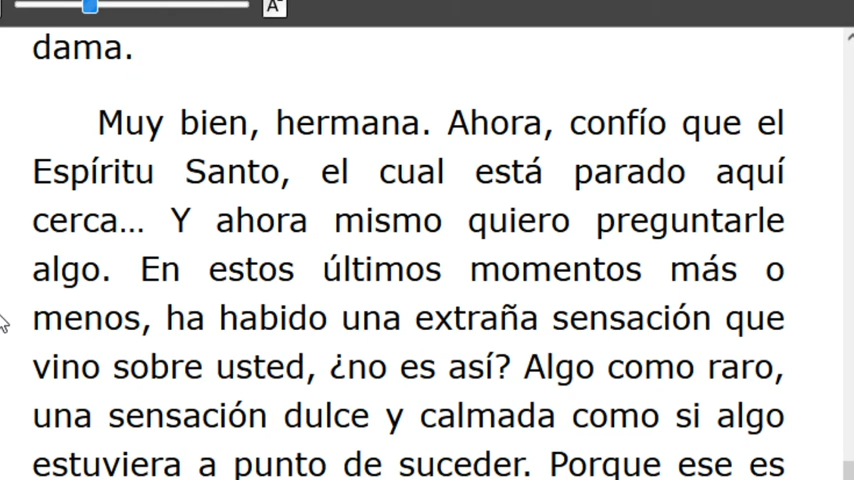 A
dama.
Muy bien, hermana. Ahora, confío que el
Espíritu Santo, el cual está parado aquí
cerca... Y ahora mismo quiero preguntarle
algo. En estos últimos momentos más o
menos, ha habido una extraña sensación que
vino sobre usted, ¿no es así? Algo como raro,
una sensación dulce y calmada como si algo
estuviera a punto de suceder. Porque ese es